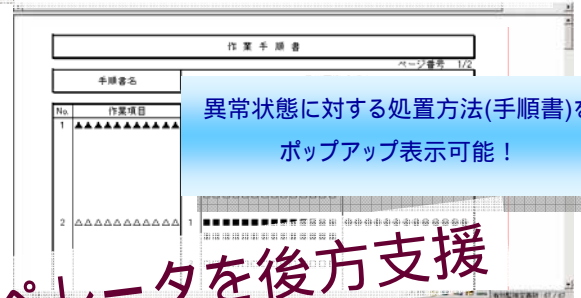 作 業 手 順 書
ページ番号 1/2
手順書名
異常状態に対する処置方法(手順書)を
ポップアップ表示可能！
No. 作業項目
1 ▲▲▲▲▲▲▲▲▲▲▲
2 △△△△△△△△△△△ 1
ペレータを後方支援